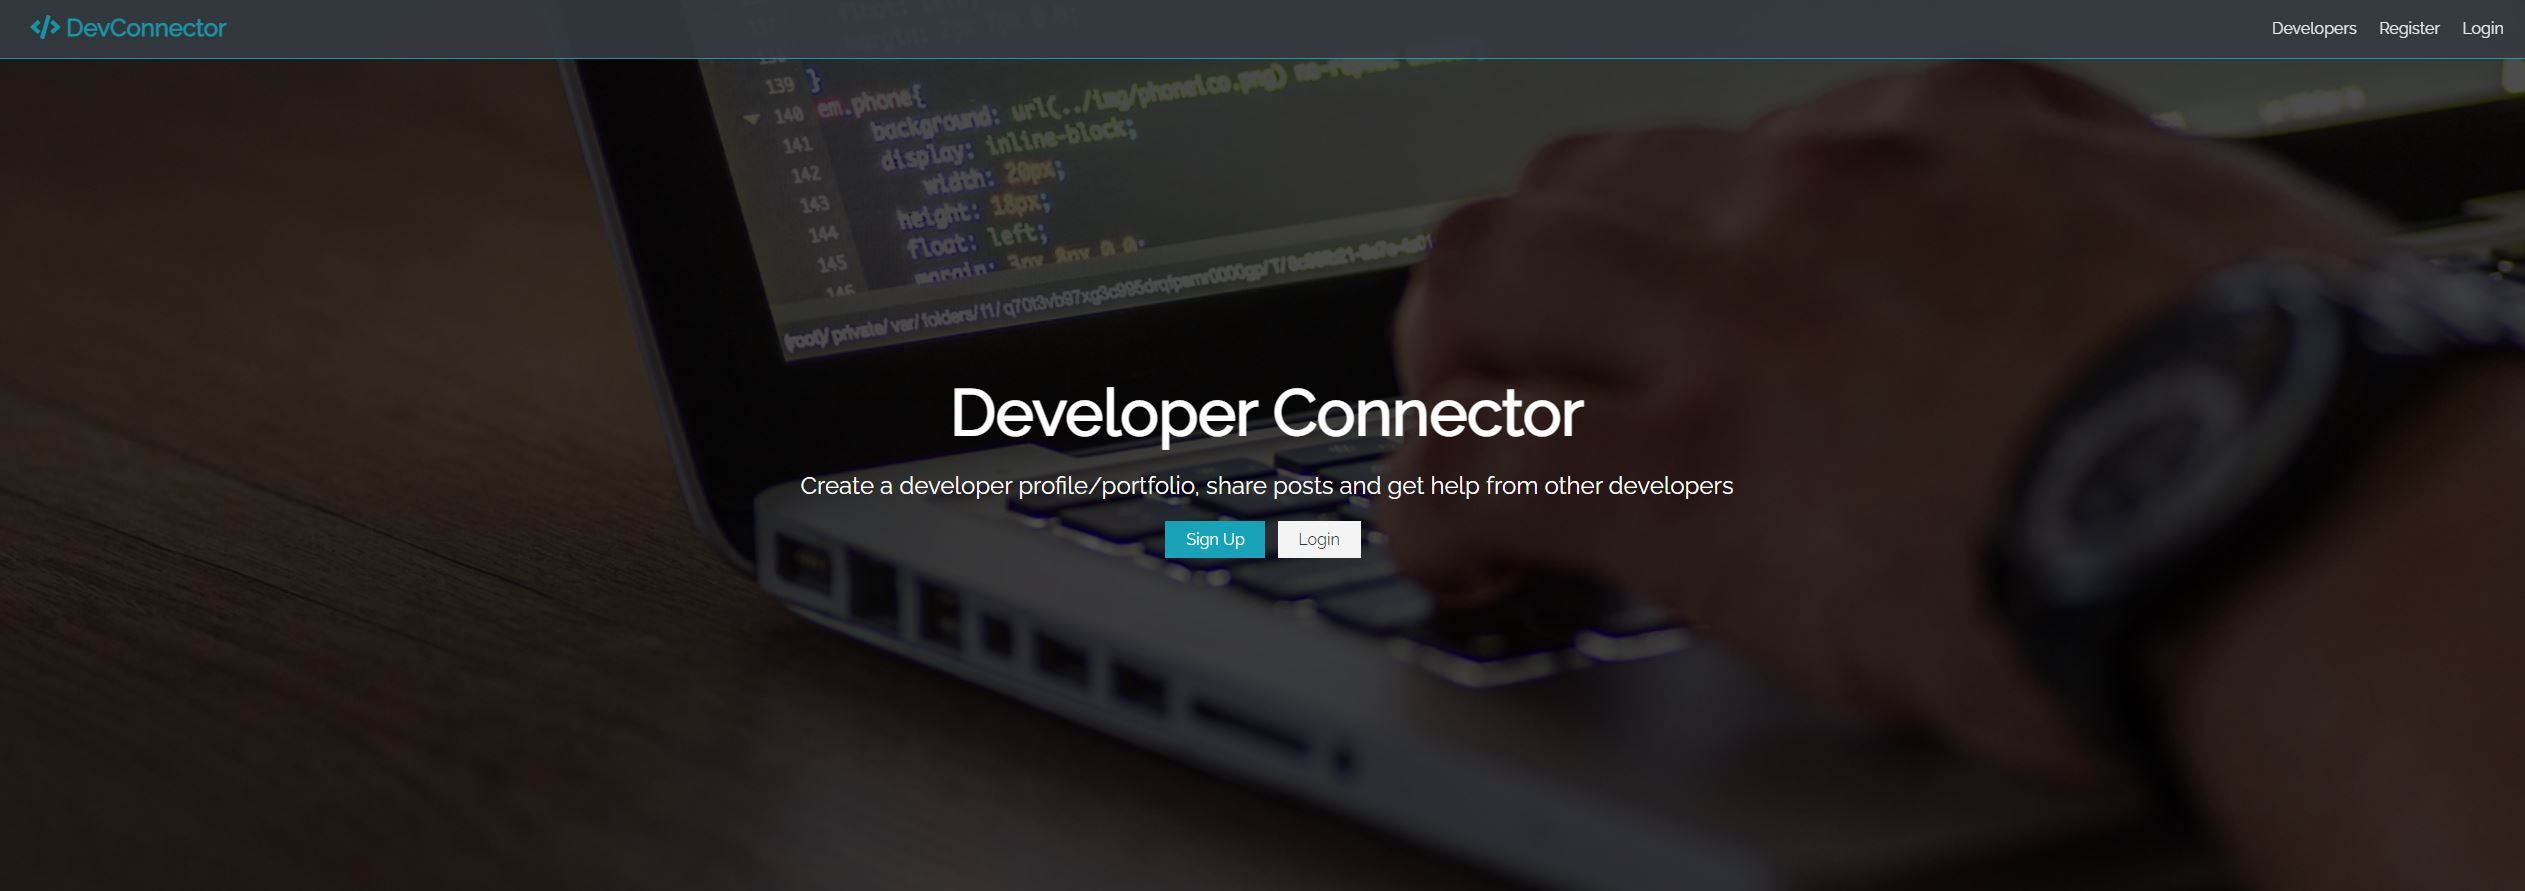 DevConnector
Developers Register Login
139 }
140 em.phone{
141 background: url(../img/phoneico.png) no-repeat
142 display: inline-block;
143 width: 20px;
144 height: 18px;
145 float: left;
146 margin: 3px 8px 0 0;
(root)/ private/ var/ folders/ f1/
Developer Connector
Create a developer profile/portfolio, share posts and get help from other developers
Sign Up Login